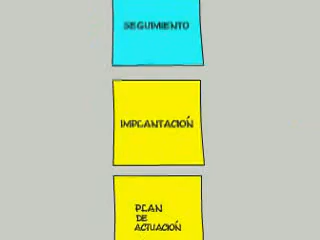 SEGUIMIENTO
IMPLANTACIÓN
PLAN
DE
ACTUACIÓN